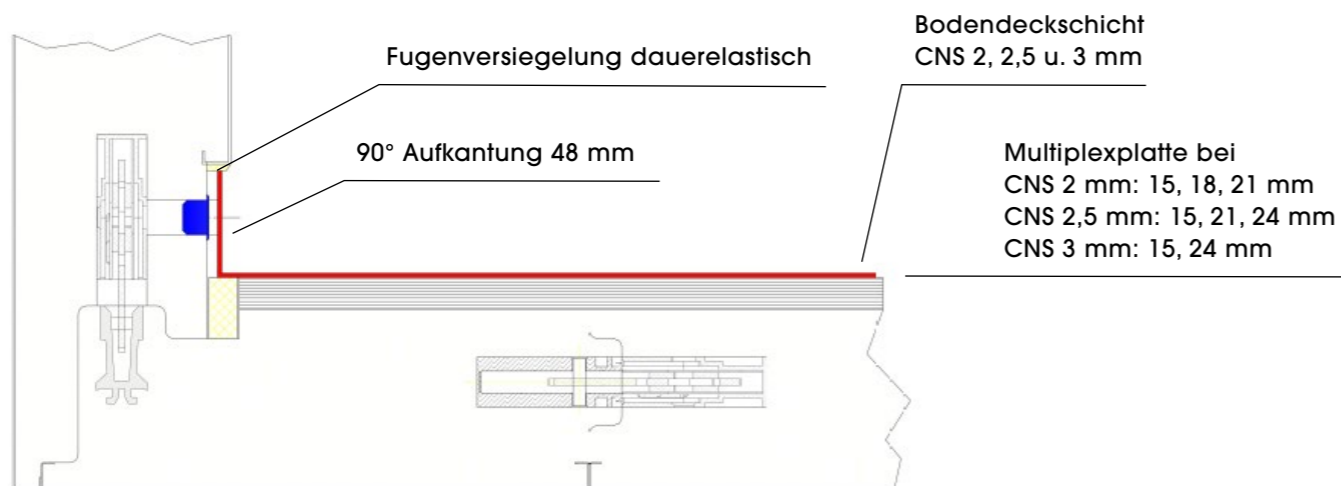 Fugenversiegelung dauerelastisch
90° Aufkantung 48 mm
Bodendeckschicht
CNS 2, 2,5 u. 3 mm
Multiplexplatte bei
CNS 2 mm: 15, 18, 21 mm
CNS 2,5 mm: 15, 21, 24 mm
CNS 3 mm: 15, 24 mm